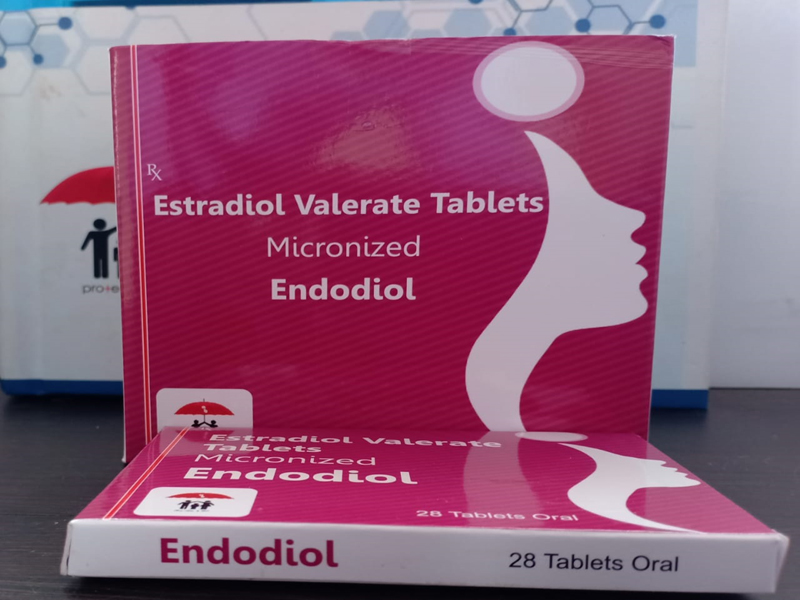 Rx
Estradiol Valerate Tablets
Micronized
Endodiol
Estradiol Valerate
Tablets
Micronized
Endodiol
28 Tablets Oral
Endodiol
28 Tablets Oral